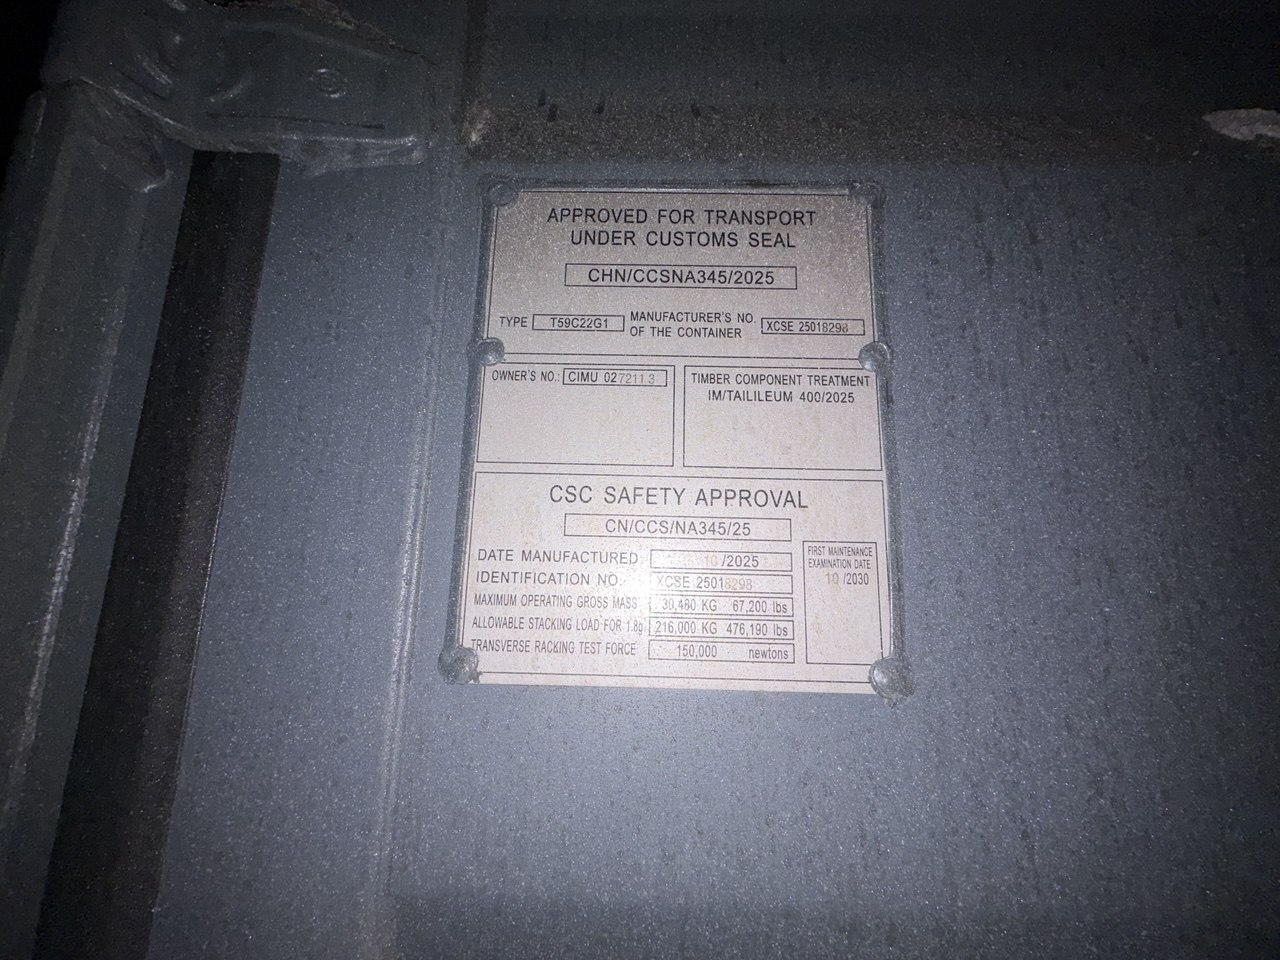 APPROVED FOR TRANSPORT
UNDER CUSTOMS SEAL
CHN/CCSNA345/2025
TYPE T59C22G1 MANUFACTURER'S NO. OF THE CONTAINER XCSE 25018298
OWNER'S NO.: CIMU 027211 3
TIMBER COMPONENT TREATMENT
IM/TAILILEUM 400/2025
CSC SAFETY APPROVAL
CN/CCS/NA345/25
DATE MANUFACTURED 10 /2025
IDENTIFICATION NO. XCSE 25018298
MAXIMUM OPERATING GROSS MASS 30,480 KG 67,200 lbs
ALLOWABLE STACKING LOAD FOR 1.8g 216,000 KG 476,190 lbs
TRANSVERSE RACKING TEST FORCE 150,000 newtons
FIRST MAINTENANCE
EXAMINATION DATE
10 /2030